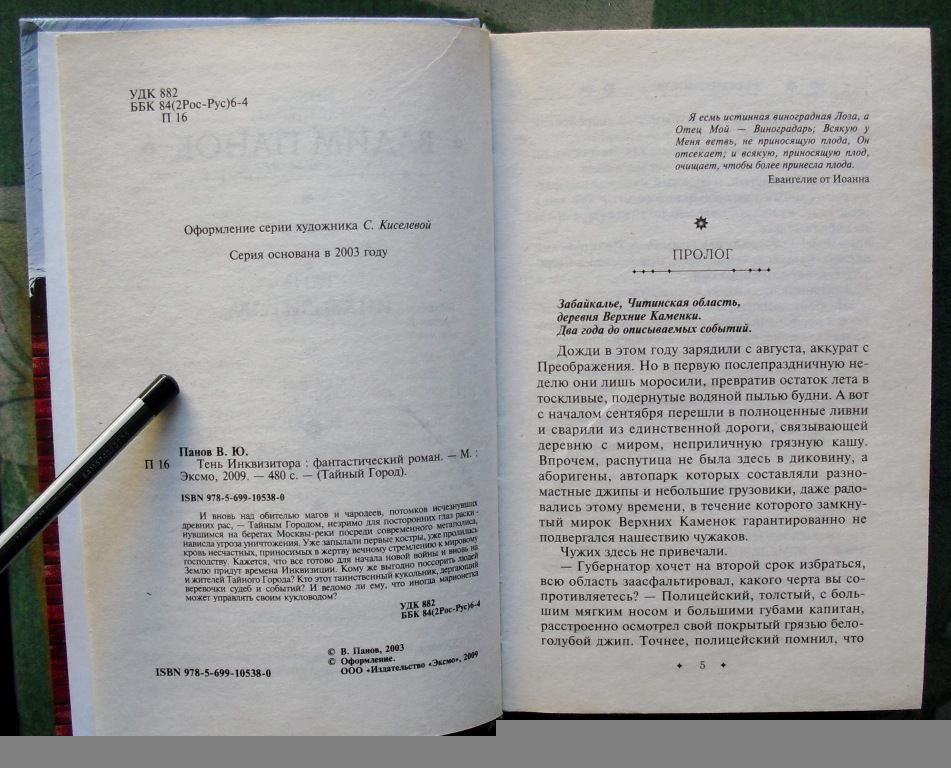 УДК 882
ББК 84(2Рос-Рус)6-4
П 16
Оформление серии художника С. Киселевой
Серия основана в 2003 году
Панов В. Ю.
П 16 Тень Инквизитора : фантастический роман. — М. :
Эксмо, 2009. — 480 с. — (Тайный Город).
ISBN 978-5-699-10538-0
И вновь над обителью магов и чародеев, потомков исчезнувших
древних рас, — Тайным Городом, незримо для посторонних глаз раски-
нувшимся на берегах Москвы-реки посреди современного мегаполиса,
нависла угроза уничтожения. Уже запылали первые костры, уже пролилась
кровь несчастных, приносимых в жертву вечному стремлению к мировому
господству. Кажется, что все готово для начала новой войны и вновь на
Землю придут времена Инквизиции. Кому же выгодно поссорить людей
и жителей Тайного Города? Кто этот таинственный кукольник, дергающий
веревочки судеб и событий? И ведомо ли ему, что иногда марионетка
может управлять своим кукловодом?
УДК 882
ББК 84(2Рос-Рус)6-4
© В. Панов, 2003
© Оформление.
ООО «Издательство «Эксмо», 2009
ISBN 978-5-699-10538-0
Я есмь истинная виноградная Лоза, а
Отец Мой — Виноградарь; Всякую у
Меня ветвь, не приносящую плода, Он
отсекает; и всякую, приносящую плод,
очищает, чтобы более принесла плода.
Евангелие от Иоанна
ПРОЛОГ
Забайкалье, Читинская область,
деревня Верхние Каменки.
Два года до описываемых событий.
Дожди в этом году зарядили с августа, аккурат с
Преображения. Но в первую послепраздничную не-
делю они лишь моросили, превратив остаток лета в
тоскливые, подернутые водяной пылью будни. А вот
с началом сентября перешли в полноценные ливни
и сварили из единственной дороги, связывающей
деревню с миром, неприличную грязную кашу.
Впрочем, распутица не была здесь в диковину, а
аборигены, автопарк которых составляли разно-
мастные джипы и небольшие грузовики, даже радо-
вались этому времени, в течение которого замкну-
тый мирок Верхних Каменок гарантированно не
подвергался нашествию чужаков.
Чужих здесь не привечали.
— Губернатор хочет на второй срок избраться,
всю область заасфальтировал, какого черта вы со-
противляетесь? — Полицейский, толстый, с боль-
шим мягким носом и большими губами капитан,
расстроенно осмотрел свой покрытый грязью бело-
голубой джип. Точнее, полицейский помнил, что
5